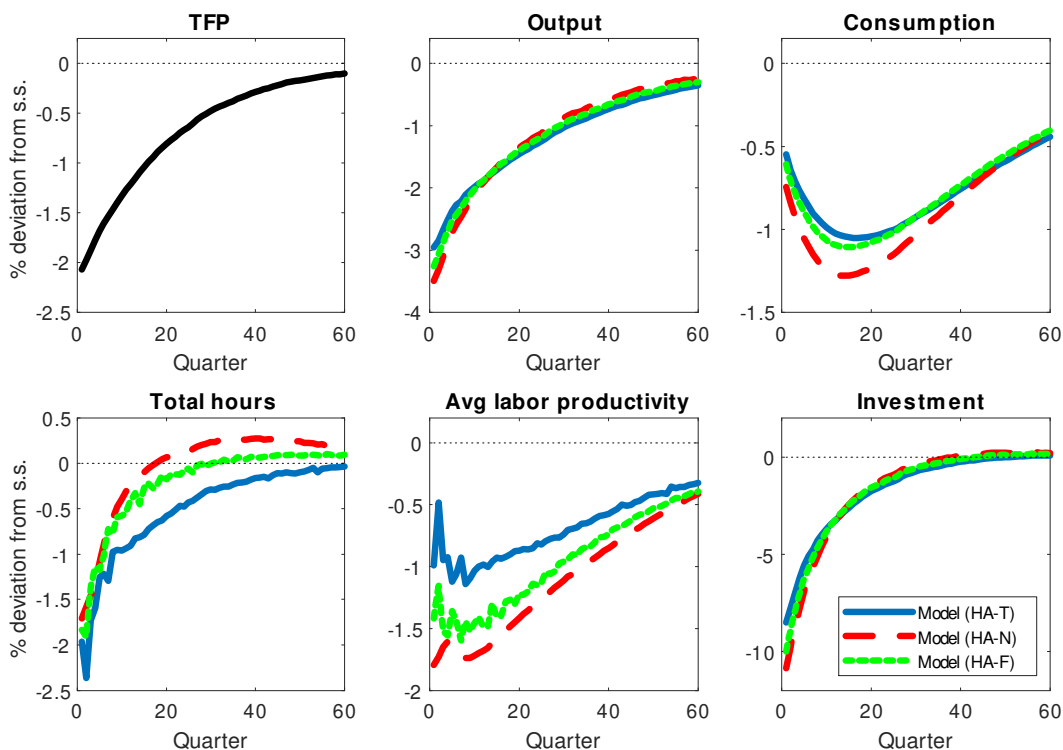 TFP
% deviation from s.s.
0
-0.5
-1
-1.5
-2
-2.5
0 20 40 60
Quarter
Output
0
-1
-2
-3
-4
0 20 40 60
Quarter
Consumption
0
-0.5
-1
-1.5
0 20 40 60
Quarter
Total hours
% deviation from s.s.
0.5
0
-0.5
-1
-1.5
-2
-2.5
0 20 40 60
Quarter
Avg labor productivity
0
-0.5
-1
-1.5
-2
0 20 40 60
Quarter
Investment
0
-5
-10
0 20 40 60
Quarter
Model (HA-T)
Model (HA-N)
Model (HA-F)